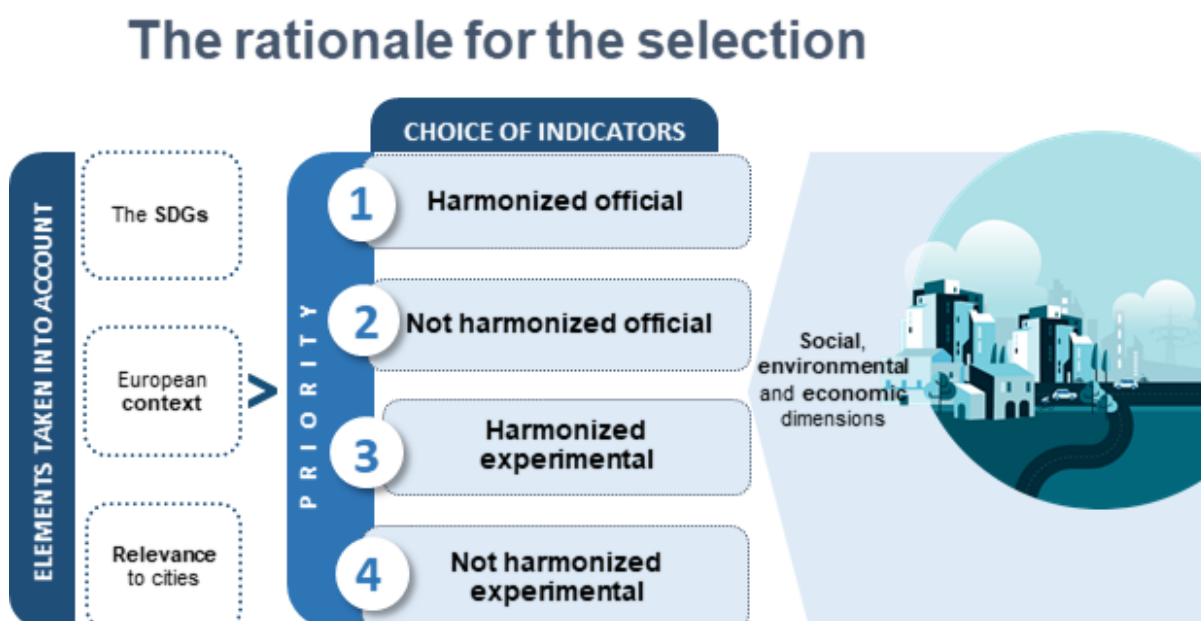 The rationale for the selection
ELEMENTS TAKEN INTO ACCOUNT
The SDGs
European
context
Relevance
to cities
>
PRIORITY
CHOICE OF INDICATORS
1
Harmonized official
2
Not harmonized official
3
Harmonized
experimental
4
Not harmonized
experimental
Social,
environmental
and economic
dimensions